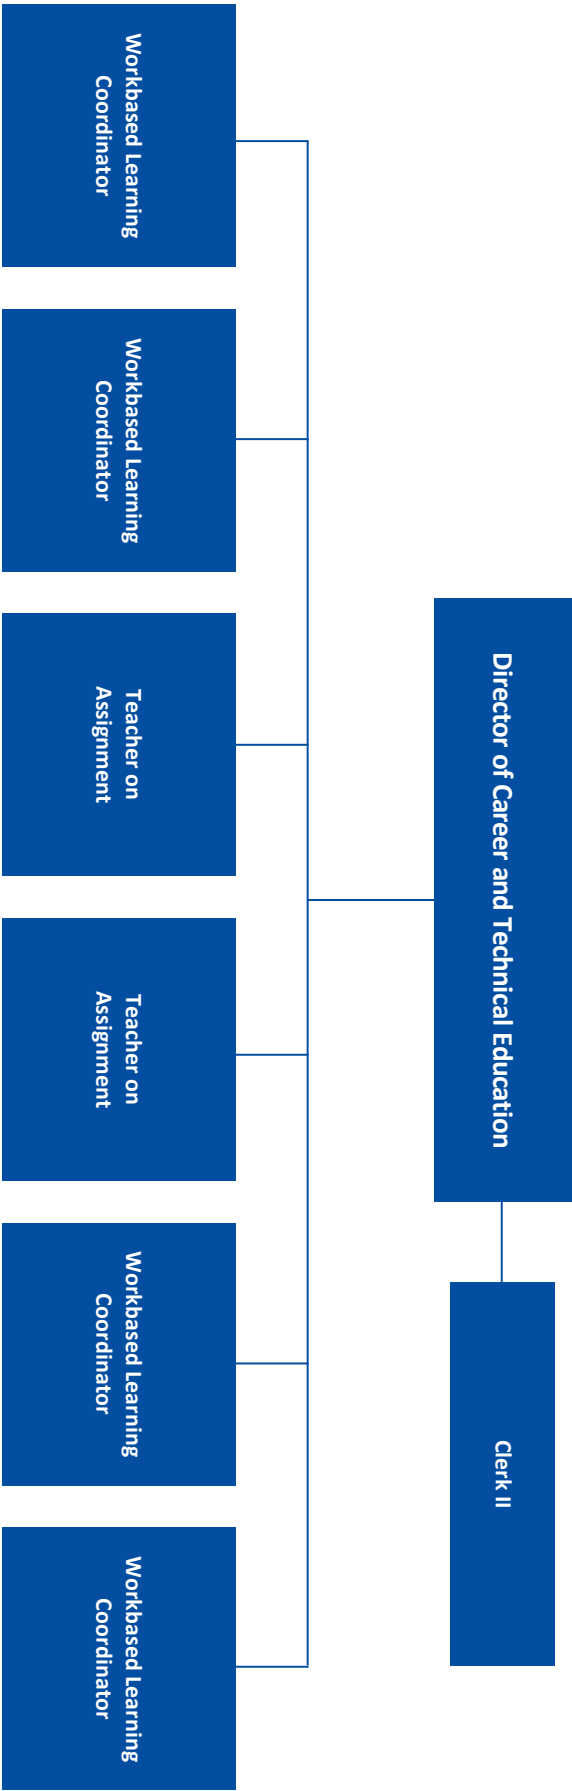 Director of Career and Technical Education
Clerk II
Workbased Learning
Coordinator
Workbased Learning
Coordinator
Teacher on
Assignment
Teacher on
Assignment
Workbased Learning
Coordinator
Workbased Learning
Coordinator